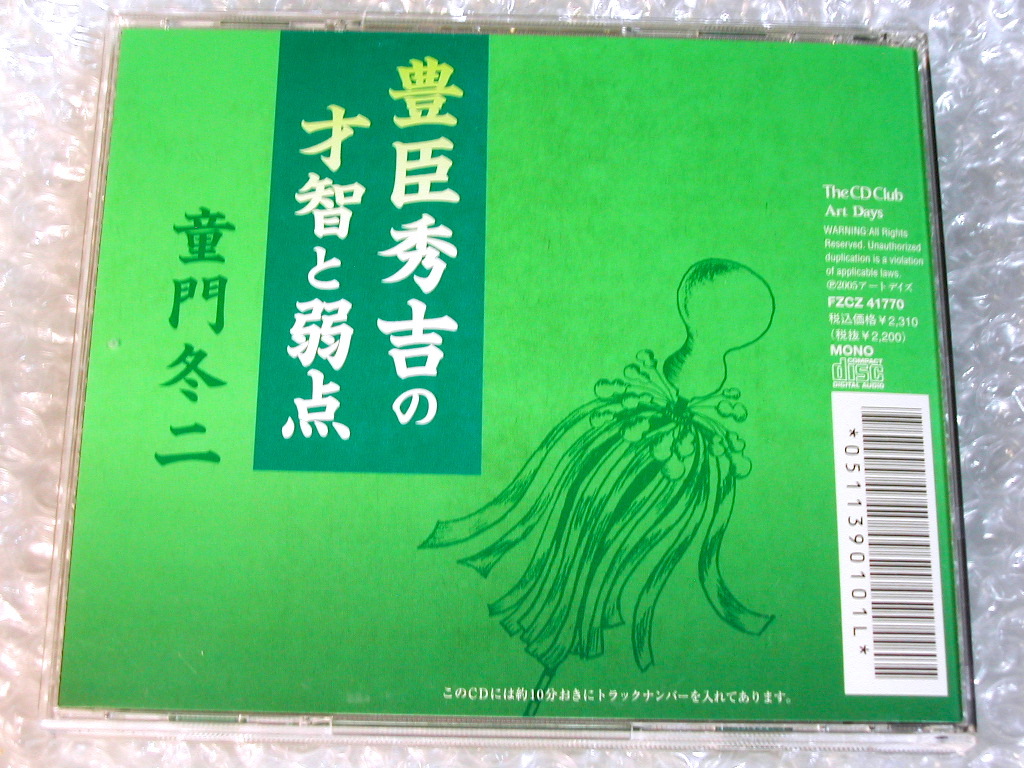 豊臣秀吉の
才智と弱点
童門冬二
The CD Club
Art Days
WARNING: All Rights
Reserved. Unauthorized
duplication is a violation
of applicable laws.
℗2005アートデイズ
FZCZ 41770
税込価格¥2,310
(税抜¥2,200)
MONO
COMPACT
disc
DIGITAL AUDIO
*0511390101L*
このCDには約10分おきにトラックナンバーを入れてあります。